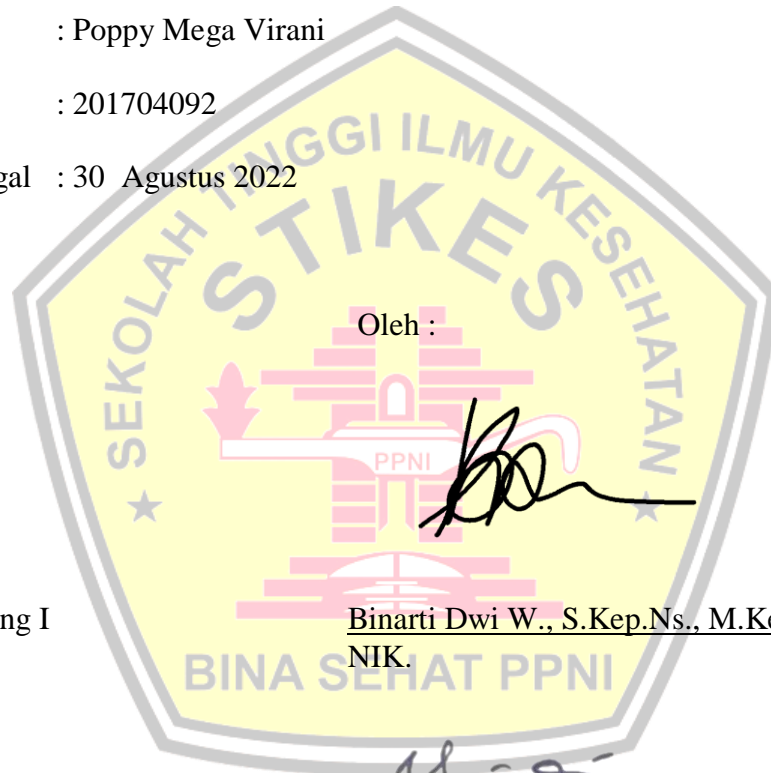 : Poppy Mega Virani
: 201704092
gal : 30 Agustus 2022
SEKOLAH TINGGI ILMU KESEHATAN
STIKES
Oleh :
PPNI
ng I Binarti Dwi W., S.Kep.Ns., M.Ke
NIK.
BINA SEHAT PPNI